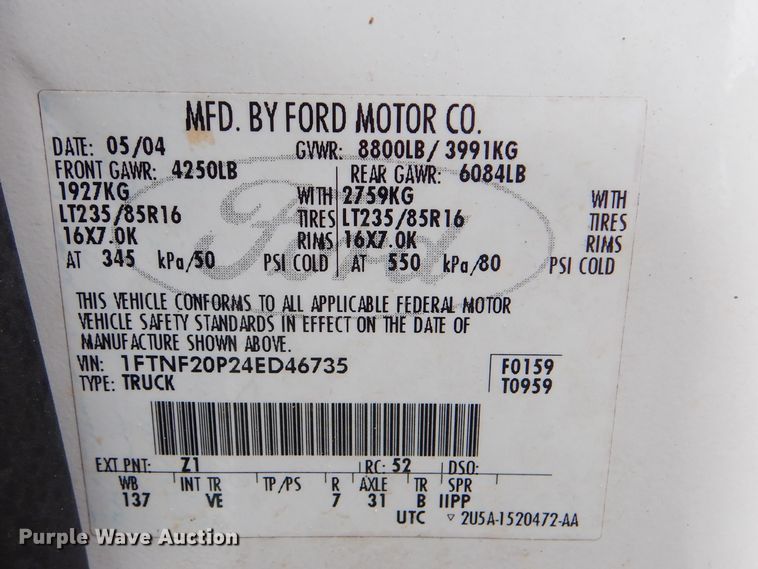 MFD. BY FORD MOTOR CO.
DATE: 05/04 GVWR: 8800LB/ 3991KG
FRONT GAWR: 4250LB REAR GAWR: 6084LB
1927KG WITH 2759KG WITH
LT235/85R16 TIRES LT235/85R16 TIRES
16X7.0K RIMS 16X7.0K RIMS
AT 345 kPa/50 PSI COLD AT 550 kPa/80 PSI COLD
Ford
THIS VEHICLE CONFORMS TO ALL APPLICABLE FEDERAL MOTOR
VEHICLE SAFETY STANDARDS IN EFFECT ON THE DATE OF
MANUFACTURE SHOWN ABOVE.
VIN: 1FTNF20P24ED46735 F0159
TYPE: TRUCK T0959
EXT PNT: Z1 RC: 52 DSO:
WB INT TR TP/PS R AXLE TR SPR
137 VE 7 31 B IIPP
UTC ▽ 2U5A-1520472-AA
Purple Wave Auction